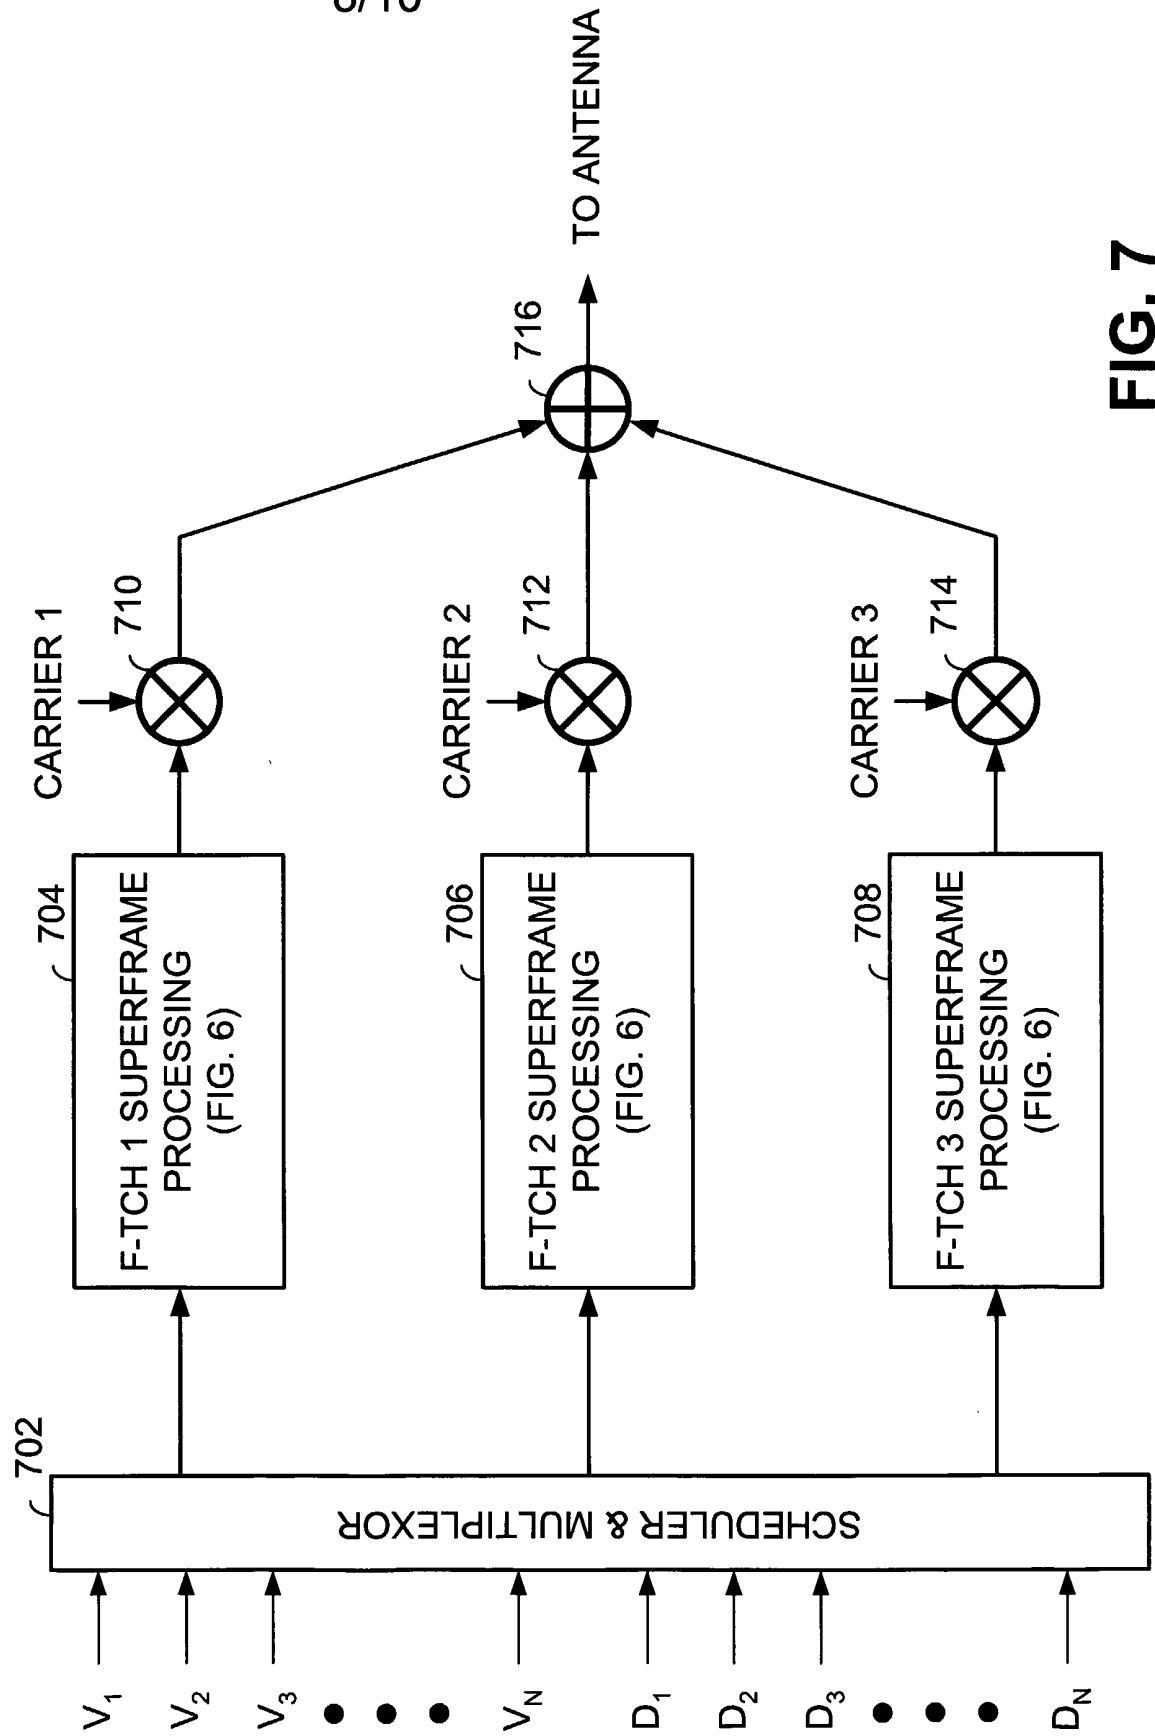 8/10
V1
V2
V3
VN
D1
D2
D3
DN
702
SCHEDULER & MULTIPLEXOR
704
F-TCH 1 SUPERFRAME
PROCESSING
(FIG. 6)
CARRIER 1
710
706
F-TCH 2 SUPERFRAME
PROCESSING
(FIG. 6)
CARRIER 2
712
708
F-TCH 3 SUPERFRAME
PROCESSING
(FIG. 6)
CARRIER 3
714
716
TO ANTENNA
FIG. 7